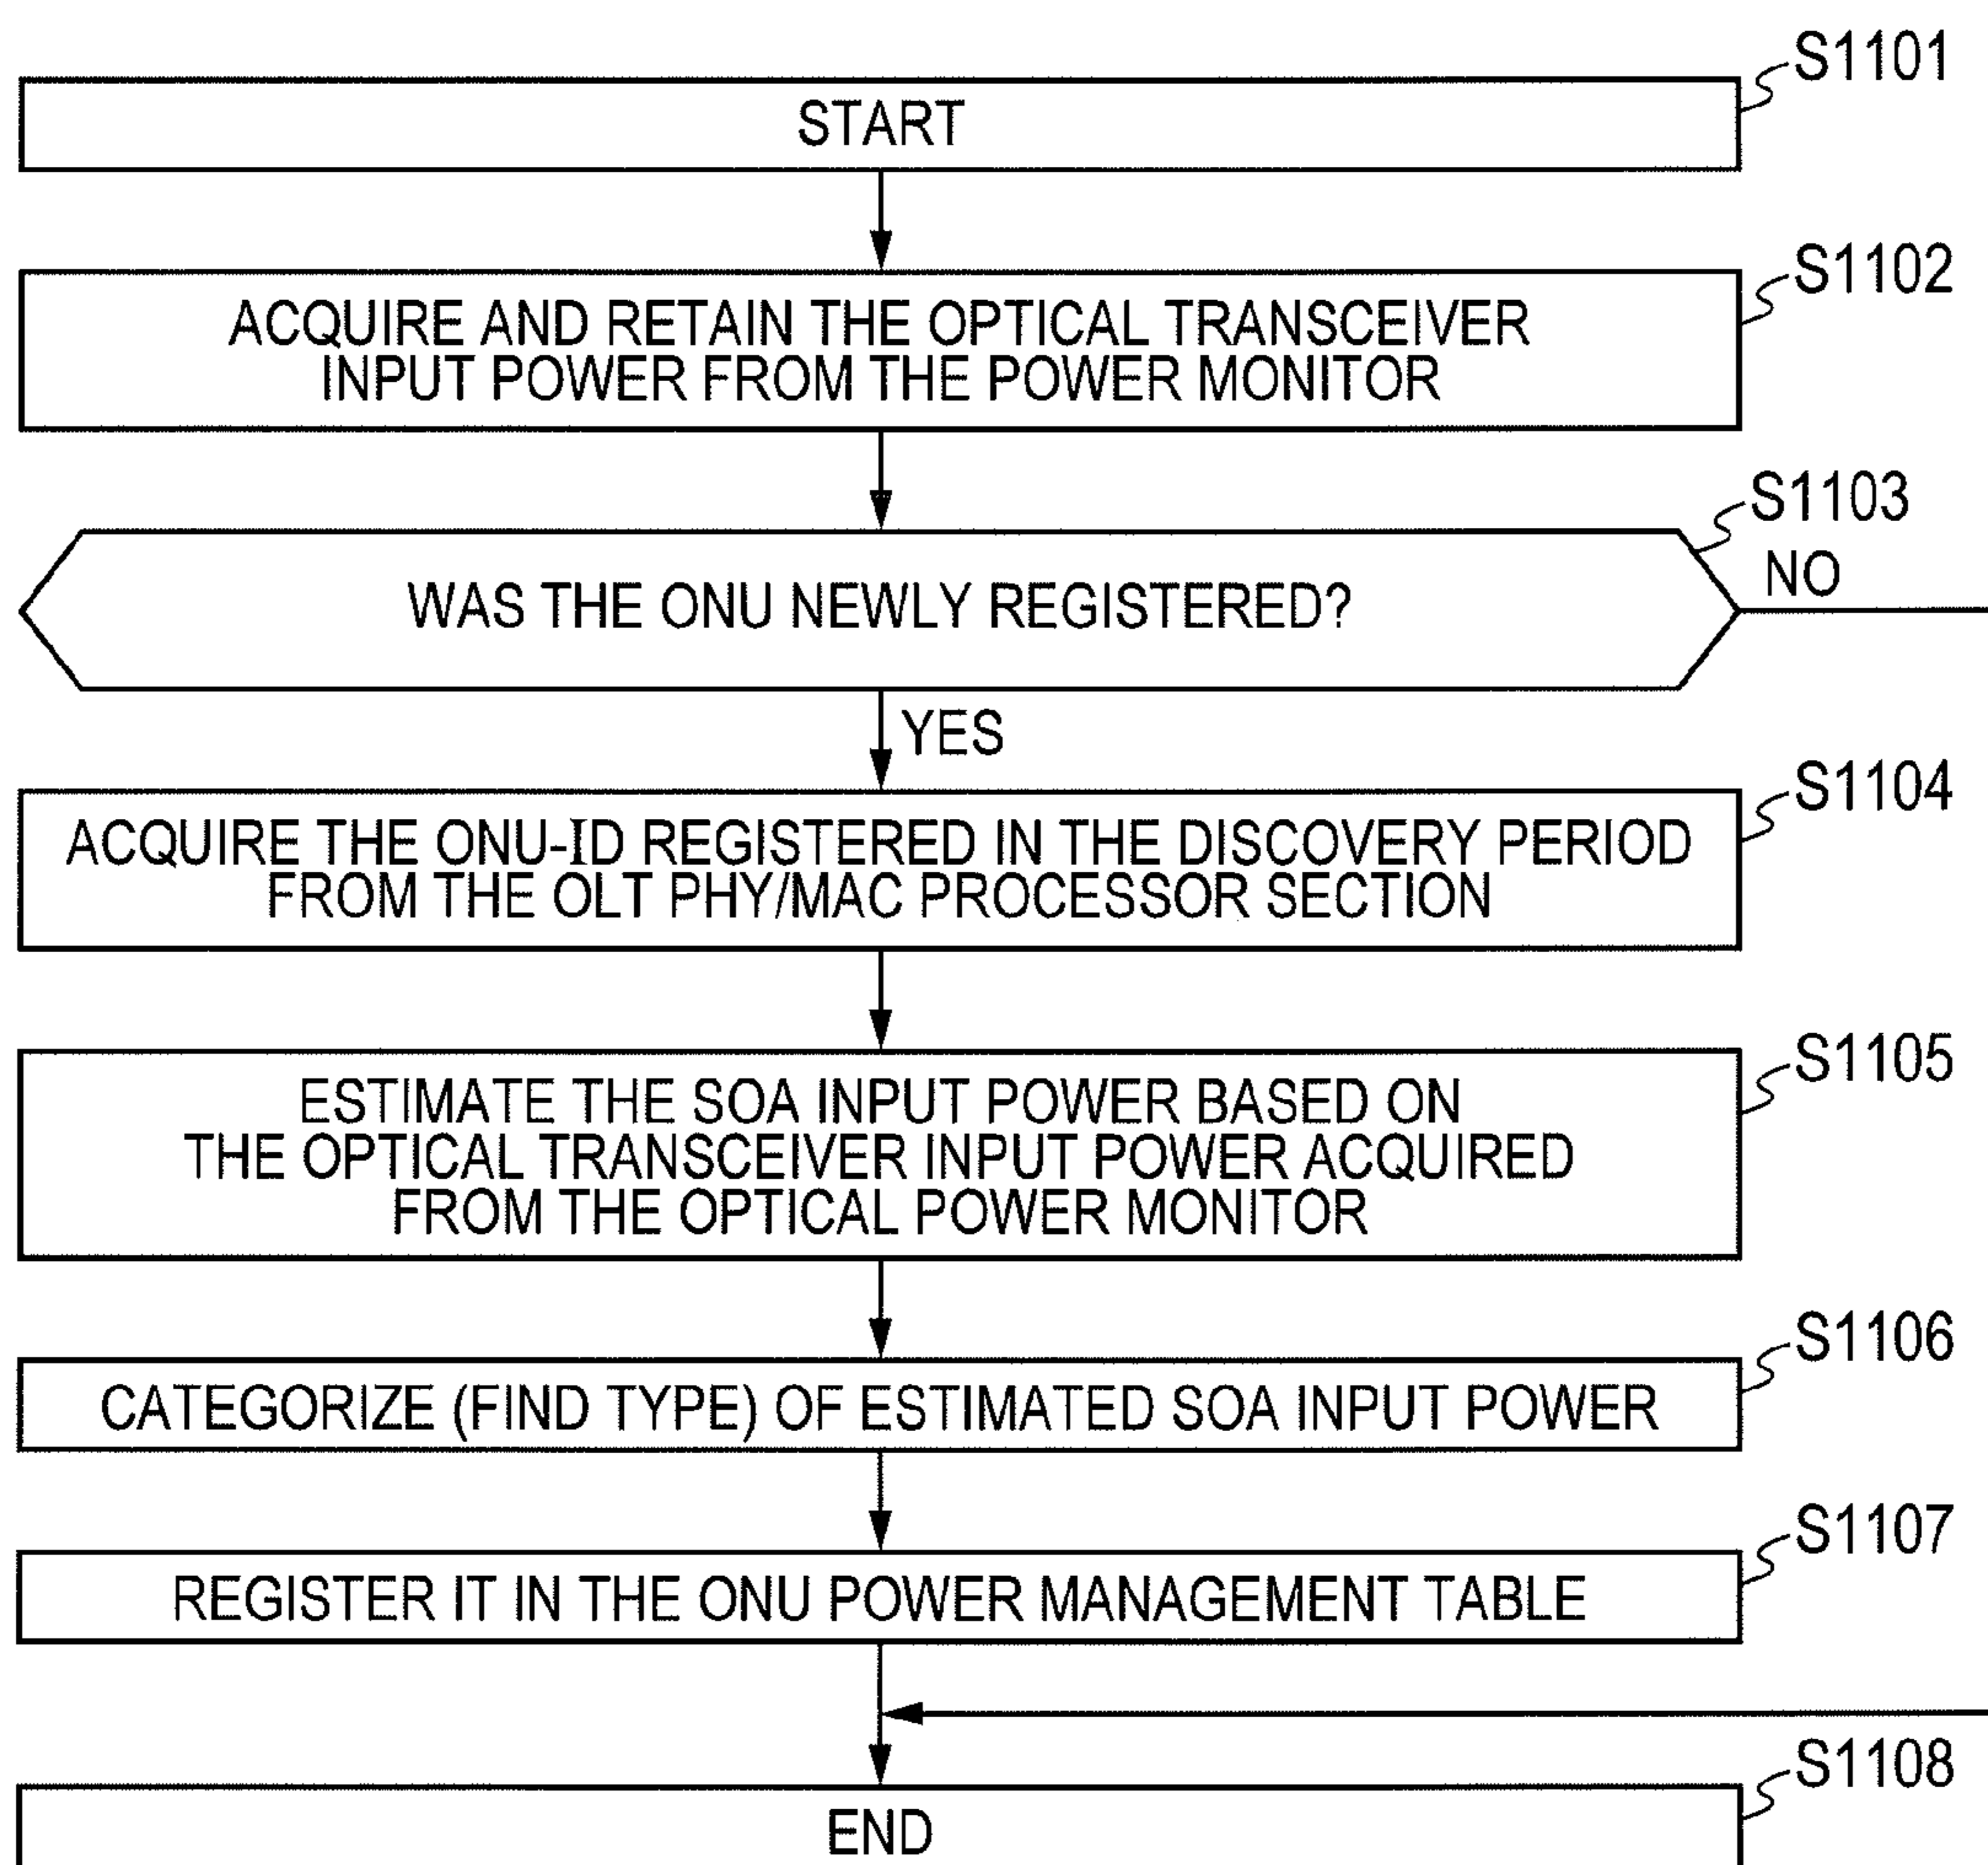 S1101
START
S1102
ACQUIRE AND RETAIN THE OPTICAL TRANSCEIVER
INPUT POWER FROM THE POWER MONITOR
S1103
WAS THE ONU NEWLY REGISTERED?
NO
YES
S1104
ACQUIRE THE ONU-ID REGISTERED IN THE DISCOVERY PERIOD
FROM THE OLT PHY/MAC PROCESSOR SECTION
S1105
ESTIMATE THE SOA INPUT POWER BASED ON
THE OPTICAL TRANSCEIVER INPUT POWER ACQUIRED
FROM THE OPTICAL POWER MONITOR
S1106
CATEGORIZE (FIND TYPE) OF ESTIMATED SOA INPUT POWER
S1107
REGISTER IT IN THE ONU POWER MANAGEMENT TABLE
S1108
END